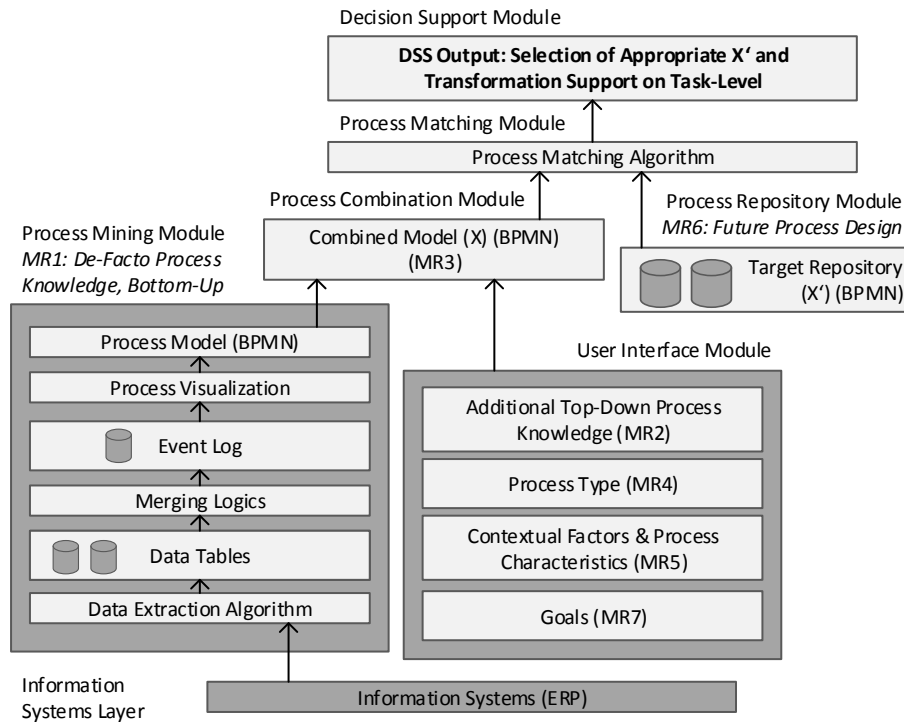 Decision Support Module
DSS Output: Selection of Appropriate X‘ and
Transformation Support on Task-Level
Process Matching Module
Process Matching Algorithm
Process Combination Module
Combined Model (X) (BPMN)
(MR3)
Process Repository Module
MR6: Future Process Design
Target Repository
(X‘) (BPMN)
Process Mining Module
MR1: De-Facto Process
Knowledge, Bottom-Up
Process Model (BPMN)
Process Visualization
Event Log
Merging Logics
Data Tables
Data Extraction Algorithm
User Interface Module
Additional Top-Down Process
Knowledge (MR2)
Process Type (MR4)
Contextual Factors & Process
Characteristics (MR5)
Goals (MR7)
Information
Systems Layer
Information Systems (ERP)